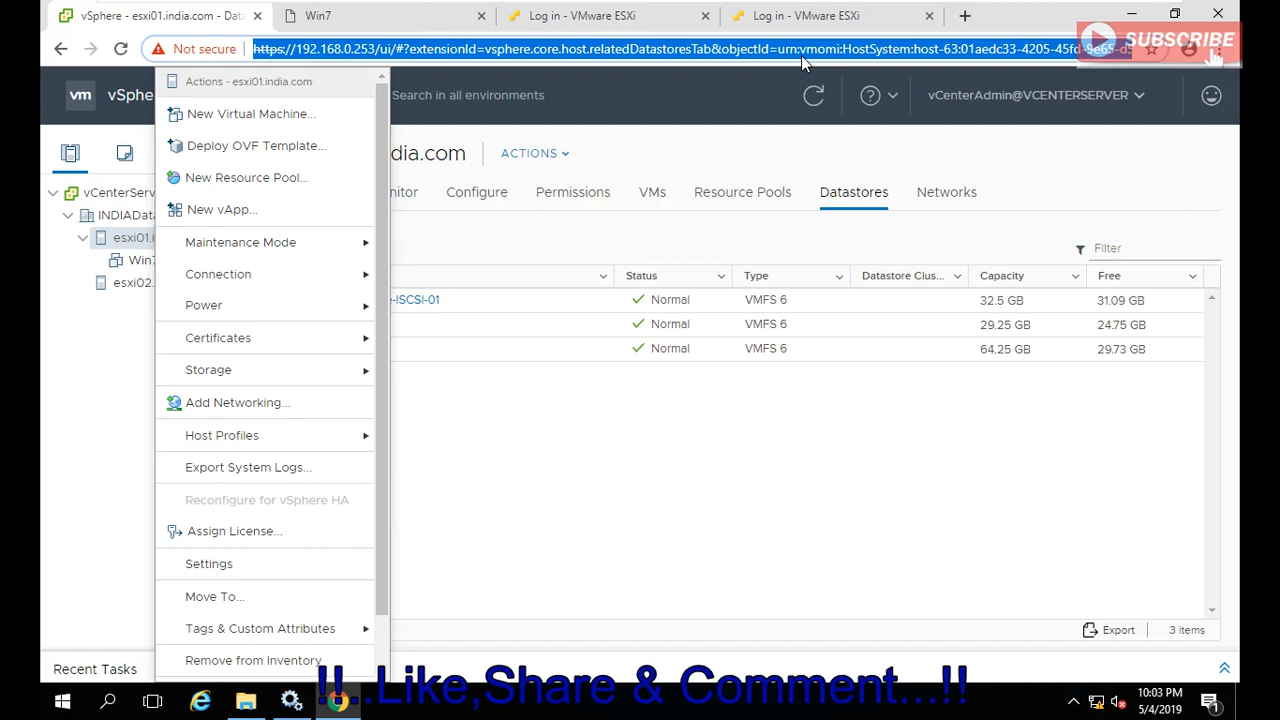 vSphere - esxi01.india.com - Dat
Win7
Log in - VMware ESXi
Log in - VMware ESXi
Not secure
https://192.168.0.253/ui/#?extensionId=vsphere.core.host.relatedDatastoresTab&objectId=urn:vmomi:HostSystem:host-63:01aedc33-4205-45fd-9e65-d
SUBSCRIBE
vm
vSphe
Search in all environments
vCenterAdmin@VCENTERSERVER
Actions - esxi01.india.com
New Virtual Machine...
Deploy OVF Template...
New Resource Pool...
New vApp...
Maintenance Mode
Connection
Power
Certificates
Storage
Add Networking...
Host Profiles
Export System Logs...
Reconfigure for vSphere HA
Assign License...
Settings
Move To...
Tags & Custom Attributes
Remove from Inventory
vCenterServ
INDIADat
esxi01.i
Win7
esxi02.
dia.com
ACTIONS
nitor
Configure
Permissions
VMs
Resource Pools
Datastores
Networks
Filter
Status
Type
Datastore Clus...
Capacity
Free
e-ISCSI-01
Normal
VMFS 6
32.5 GB
31.09 GB
Normal
VMFS 6
29.25 GB
24.75 GB
Normal
VMFS 6
64.25 GB
29.73 GB
Export
3 items
Recent Tasks
!!..Like,Share & Comment...!!
10:03 PM
5/4/2019
1